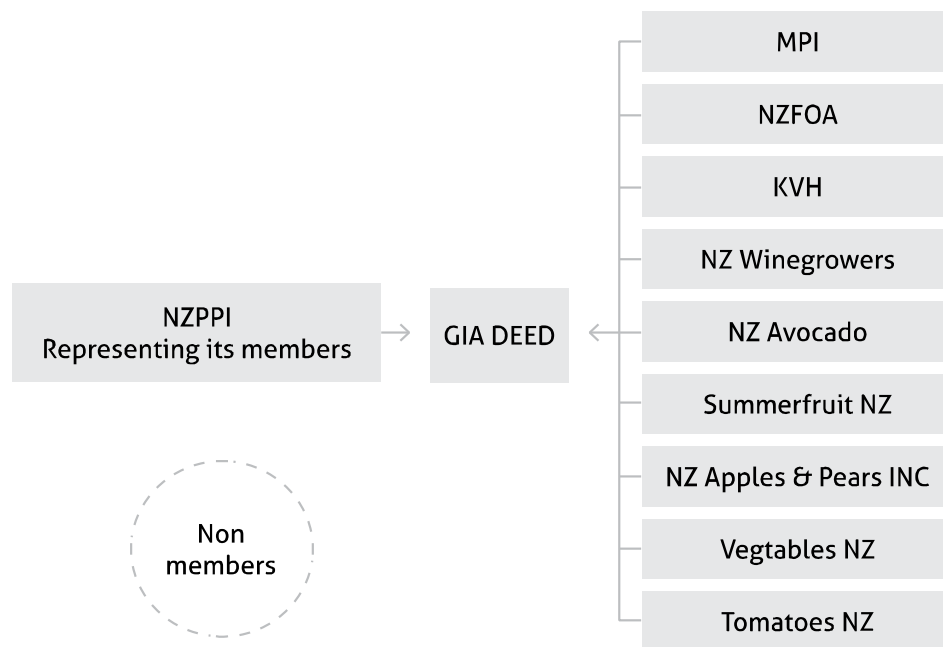 MPI
NZFOA
KVH
NZ Winegrowers
NZPPI
Representing its members
GIA DEED
NZ Avocado
Summerfruit NZ
NZ Apples & Pears INC
Non
members
Vegtables NZ
Tomatoes NZ